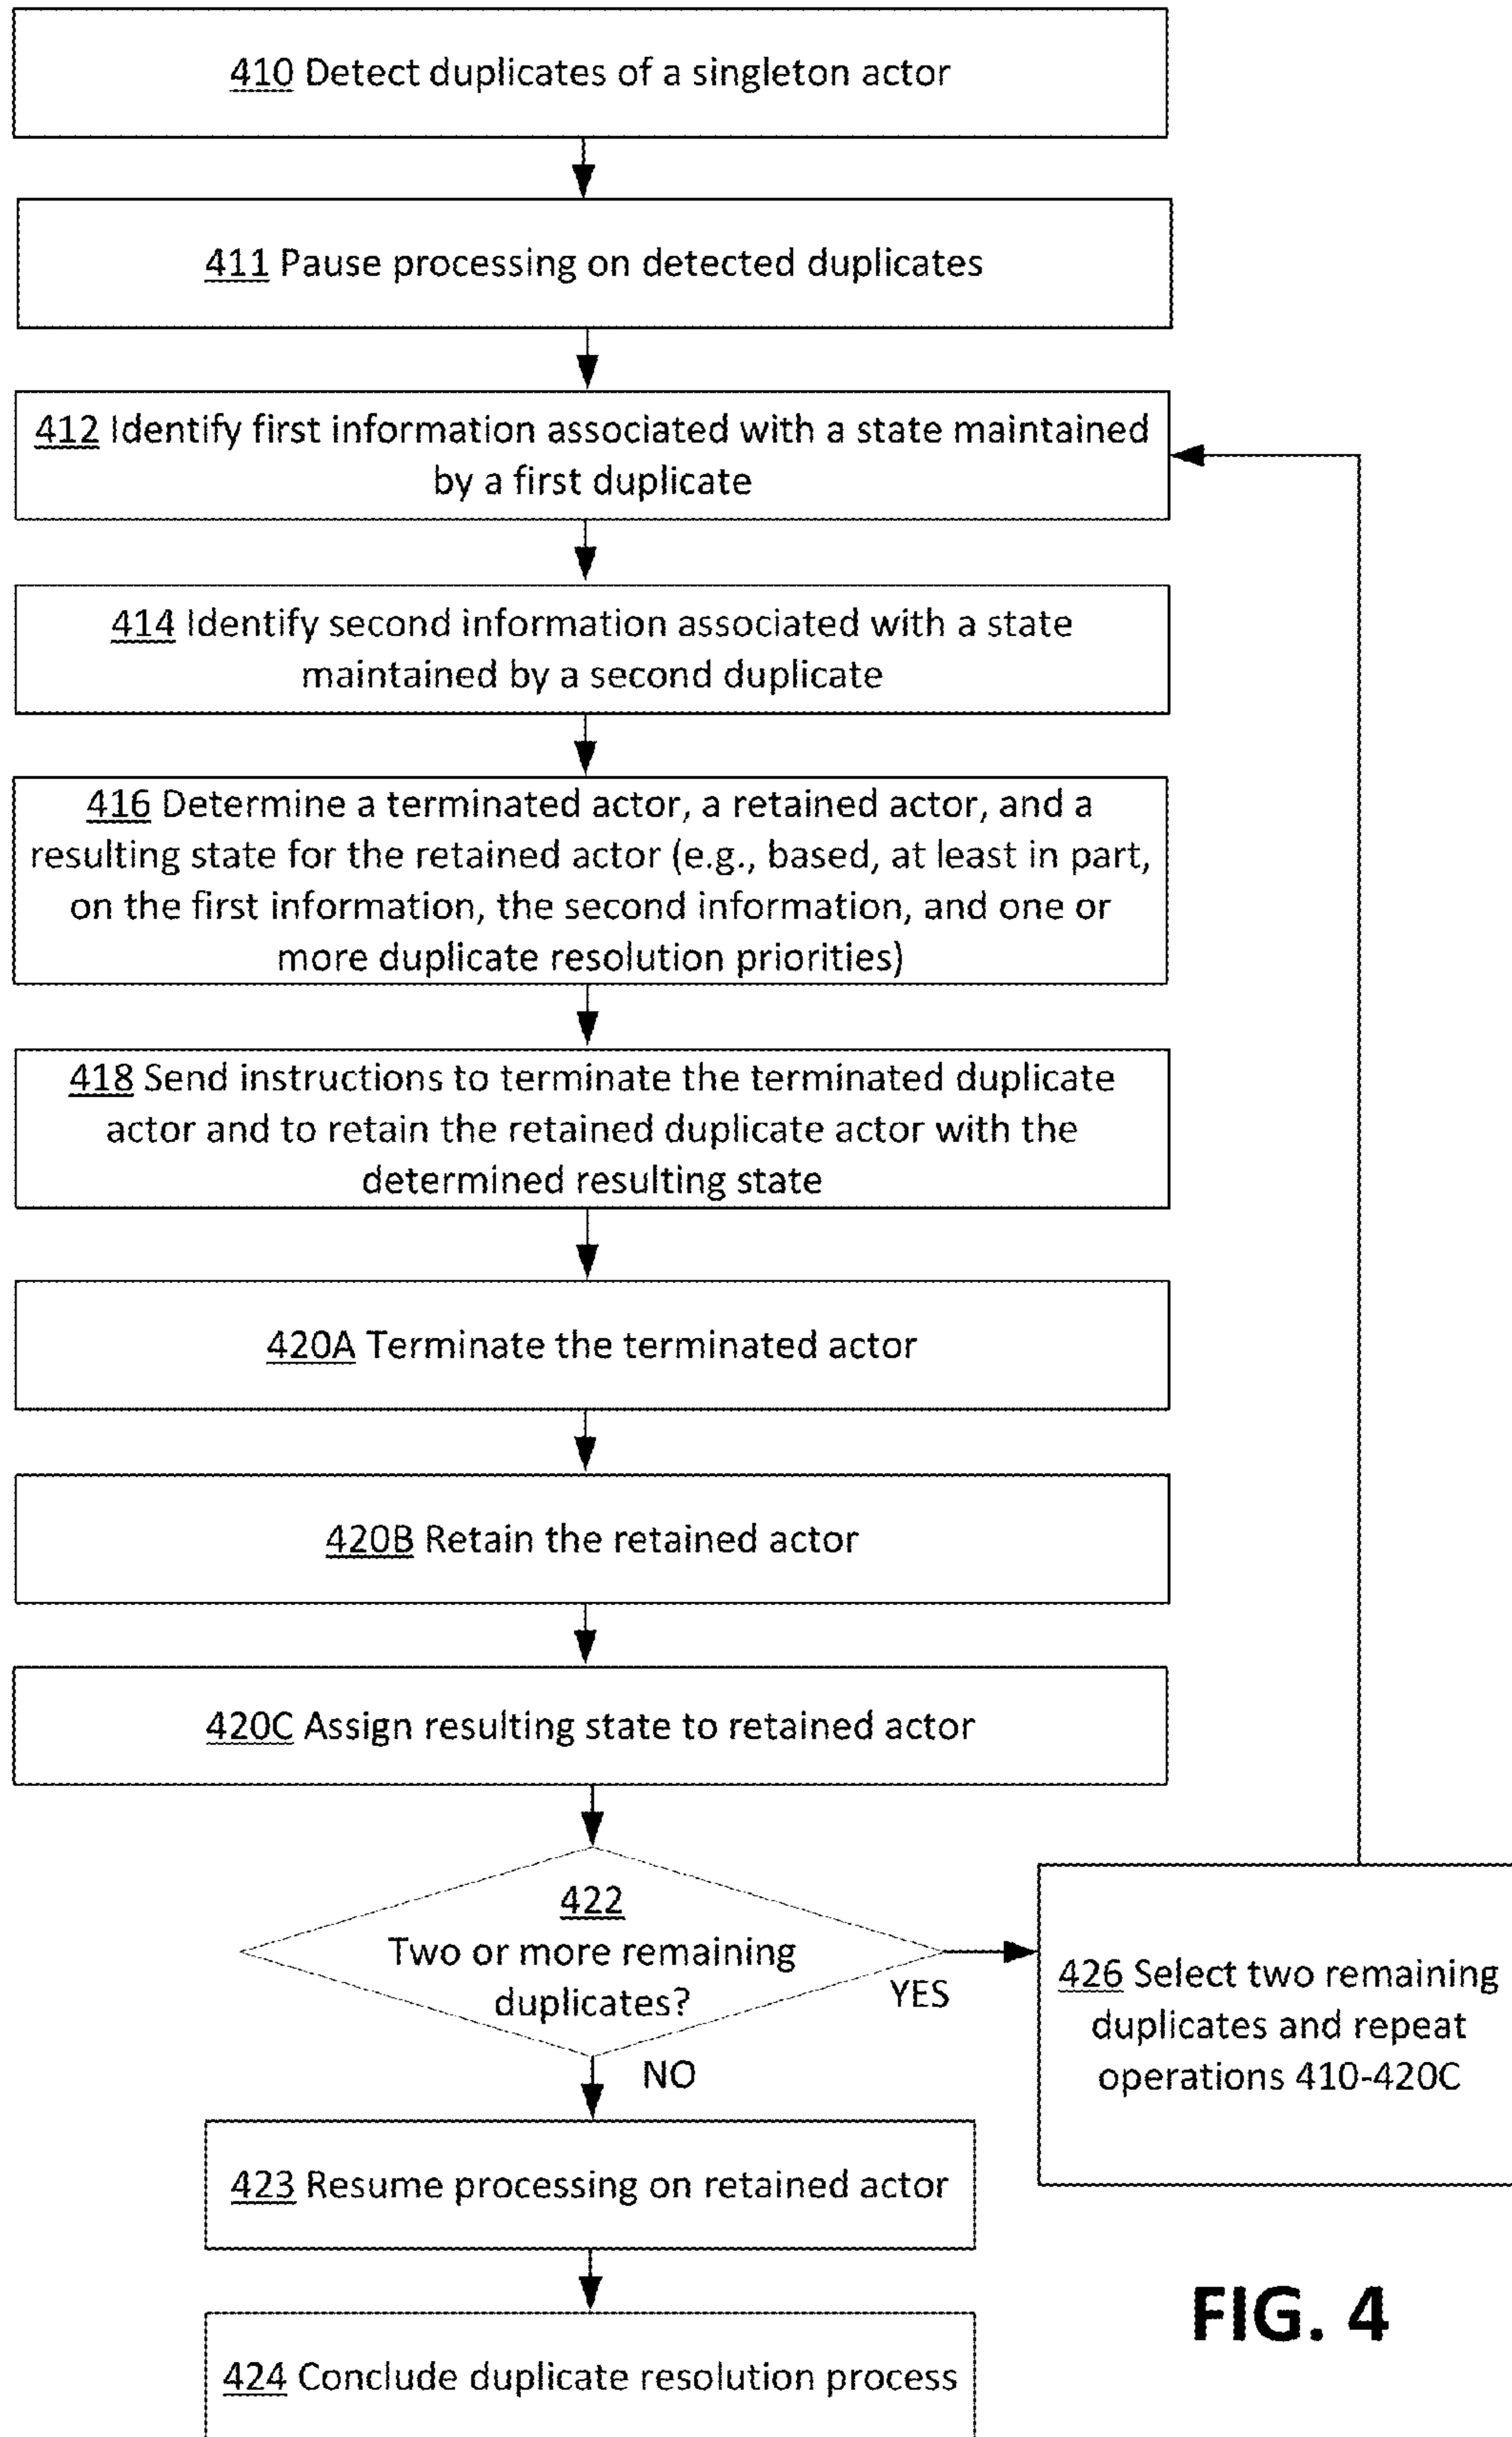 410 Detect duplicates of a singleton actor
411 Pause processing on detected duplicates
412 Identify first information associated with a state maintained
by a first duplicate
414 Identify second information associated with a state
maintained by a second duplicate
416 Determine a terminated actor, a retained actor, and a
resulting state for the retained actor (e.g., based, at least in part,
on the first information, the second information, and one or
more duplicate resolution priorities)
418 Send instructions to terminate the terminated duplicate
actor and to retain the retained duplicate actor with the
determined resulting state
420A Terminate the terminated actor
420B Retain the retained actor
420C Assign resulting state to retained actor
422
Two or more remaining
duplicates?
YES
NO
426 Select two remaining
duplicates and repeat
operations 410-420C
423 Resume processing on retained actor
424 Conclude duplicate resolution process
FIG. 4